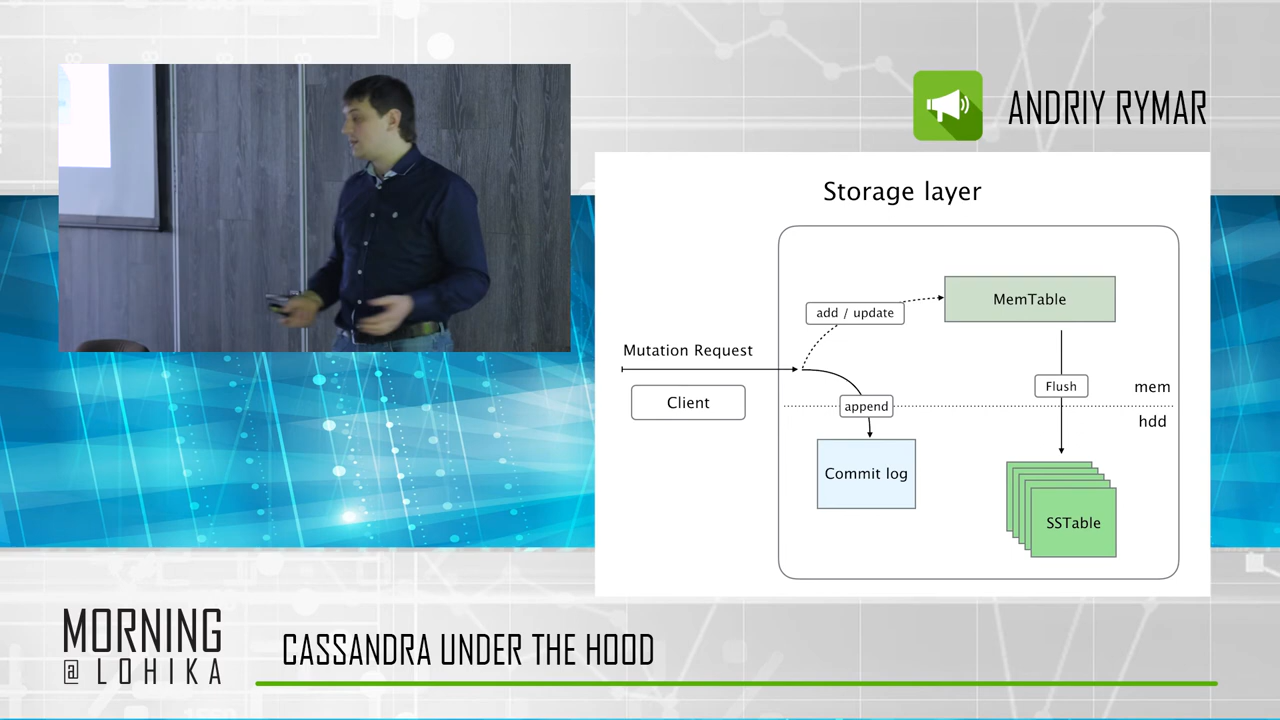 ANDRIY RYMAR
Storage layer
MemTable
add / update
Mutation Request
Client
append
Flush
mem
hdd
Commit log
SSTable
MORNING
@ LOHIKA
CASSANDRA UNDER THE HOOD